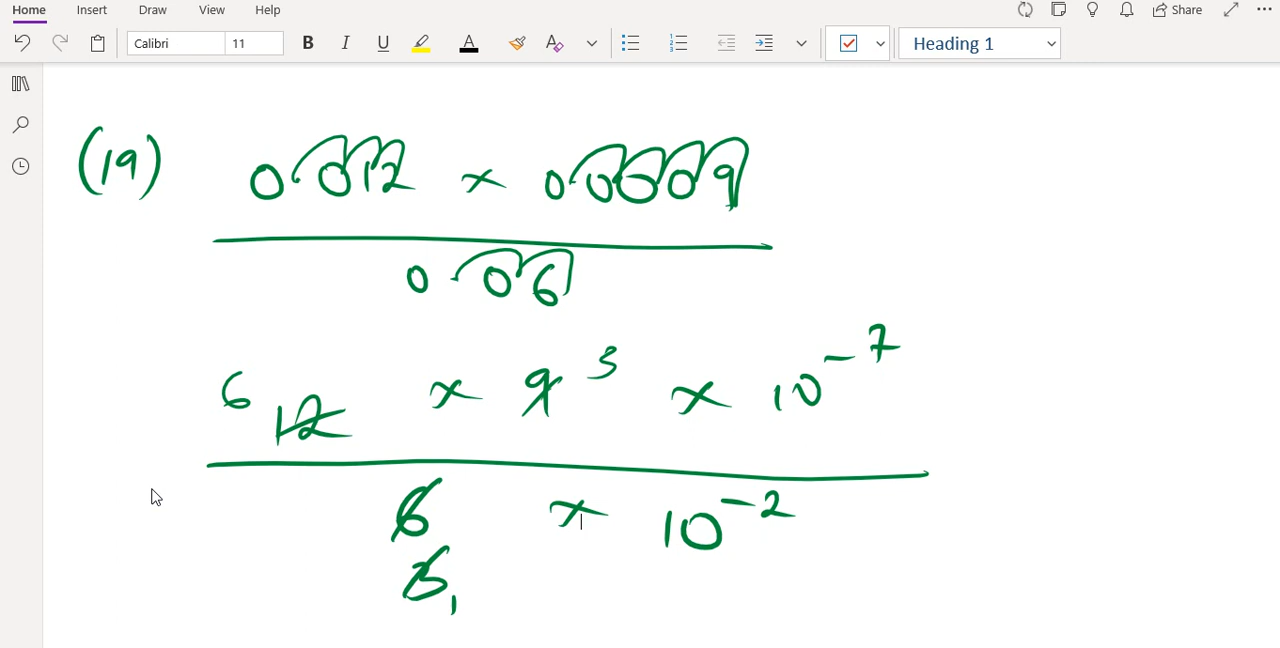 Home Insert Draw View Help Share
Calibri 11 B I U A Heading 1
(19) 0.012 × 0.0009
0.06
6 12 × 9 3 × 10 -7
6 × 10 -2
3 1